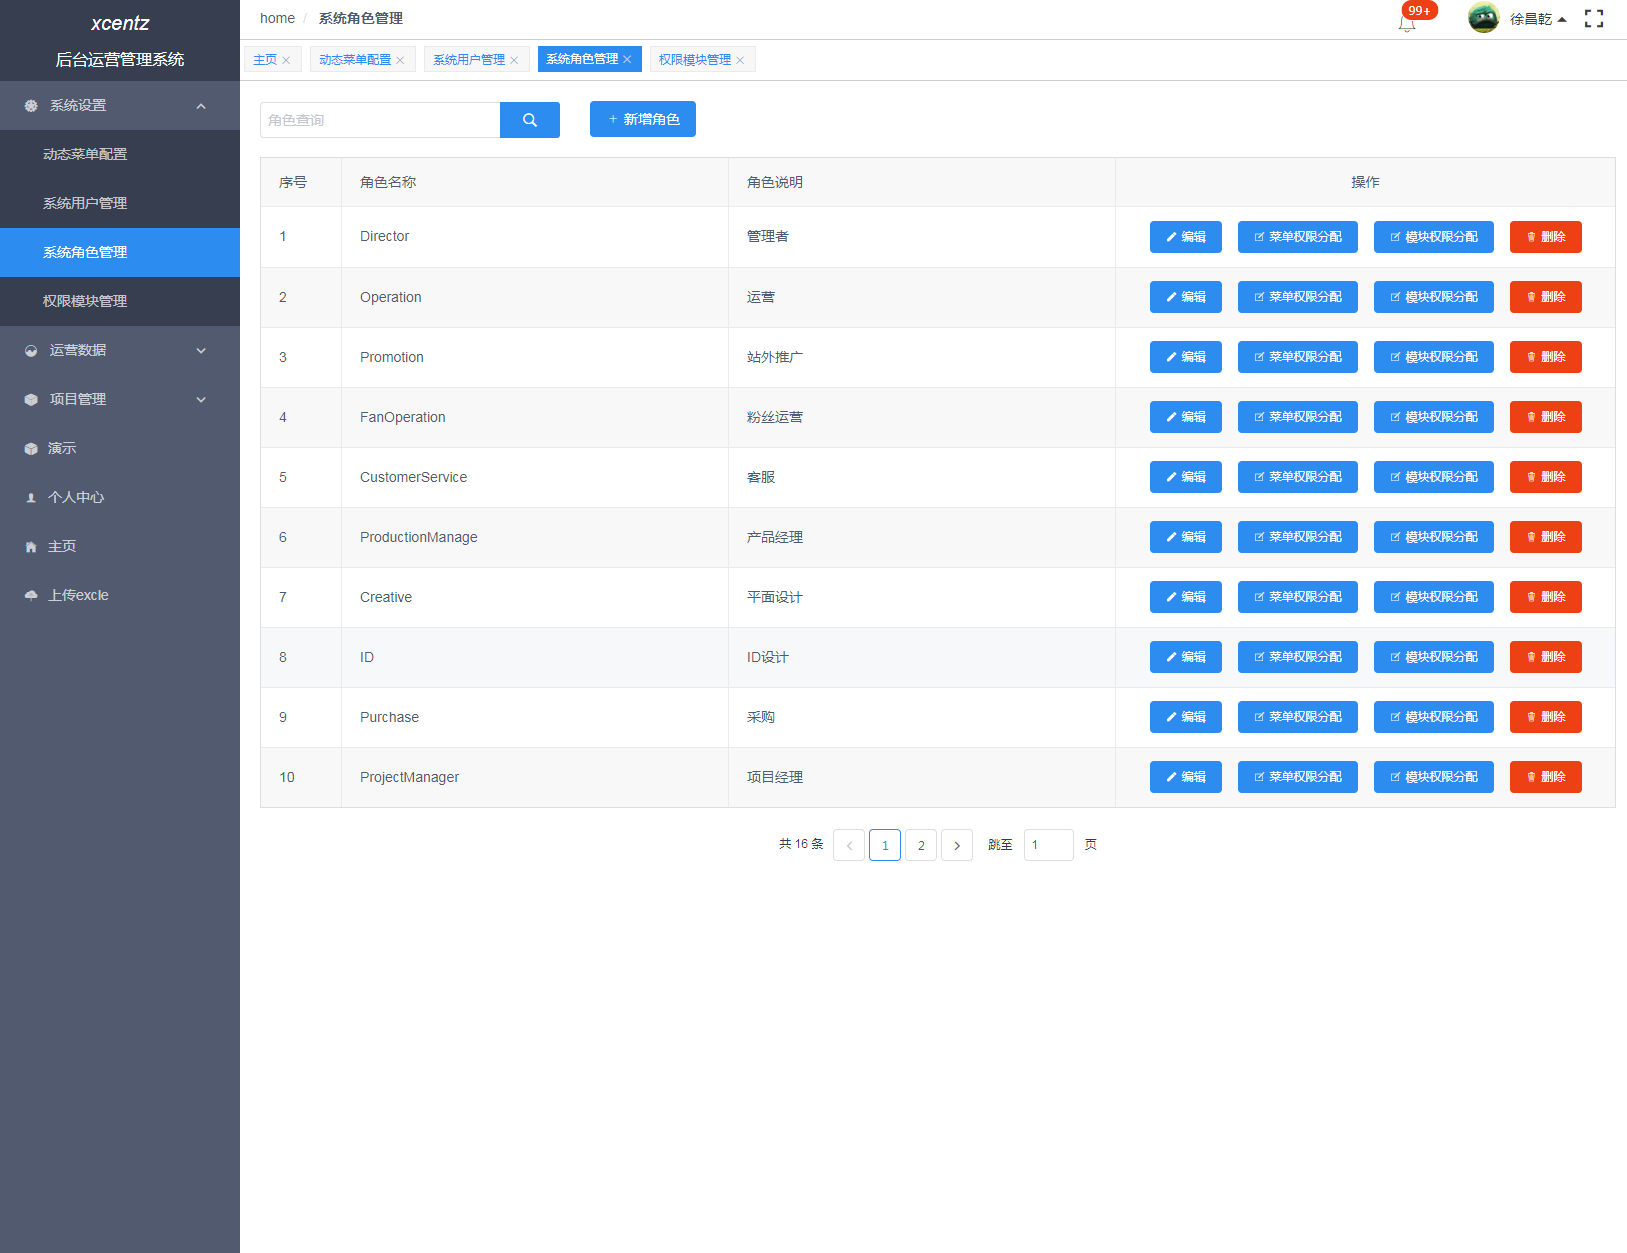 xcentz
后台运营管理系统
系统设置
动态菜单配置
系统用户管理
系统角色管理
权限模块管理
运营数据
项目管理
演示
个人中心
主页
上传excle
home / 系统角色管理
99+
徐昌乾
主页 动态菜单配置 系统用户管理 系统角色管理 权限模块管理
角色查询 + 新增角色
序号 角色名称 角色说明 操作
1 Director 管理者 编辑 菜单权限分配 模块权限分配 删除
2 Operation 运营 编辑 菜单权限分配 模块权限分配 删除
3 Promotion 站外推广 编辑 菜单权限分配 模块权限分配 删除
4 FanOperation 粉丝运营 编辑 菜单权限分配 模块权限分配 删除
5 CustomerService 客服 编辑 菜单权限分配 模块权限分配 删除
6 ProductionManage 产品经理 编辑 菜单权限分配 模块权限分配 删除
7 Creative 平面设计 编辑 菜单权限分配 模块权限分配 删除
8 ID ID设计 编辑 菜单权限分配 模块权限分配 删除
9 Purchase 采购 编辑 菜单权限分配 模块权限分配 删除
10 ProjectManager 项目经理 编辑 菜单权限分配 模块权限分配 删除
共 16 条 1 2 跳至 1 页